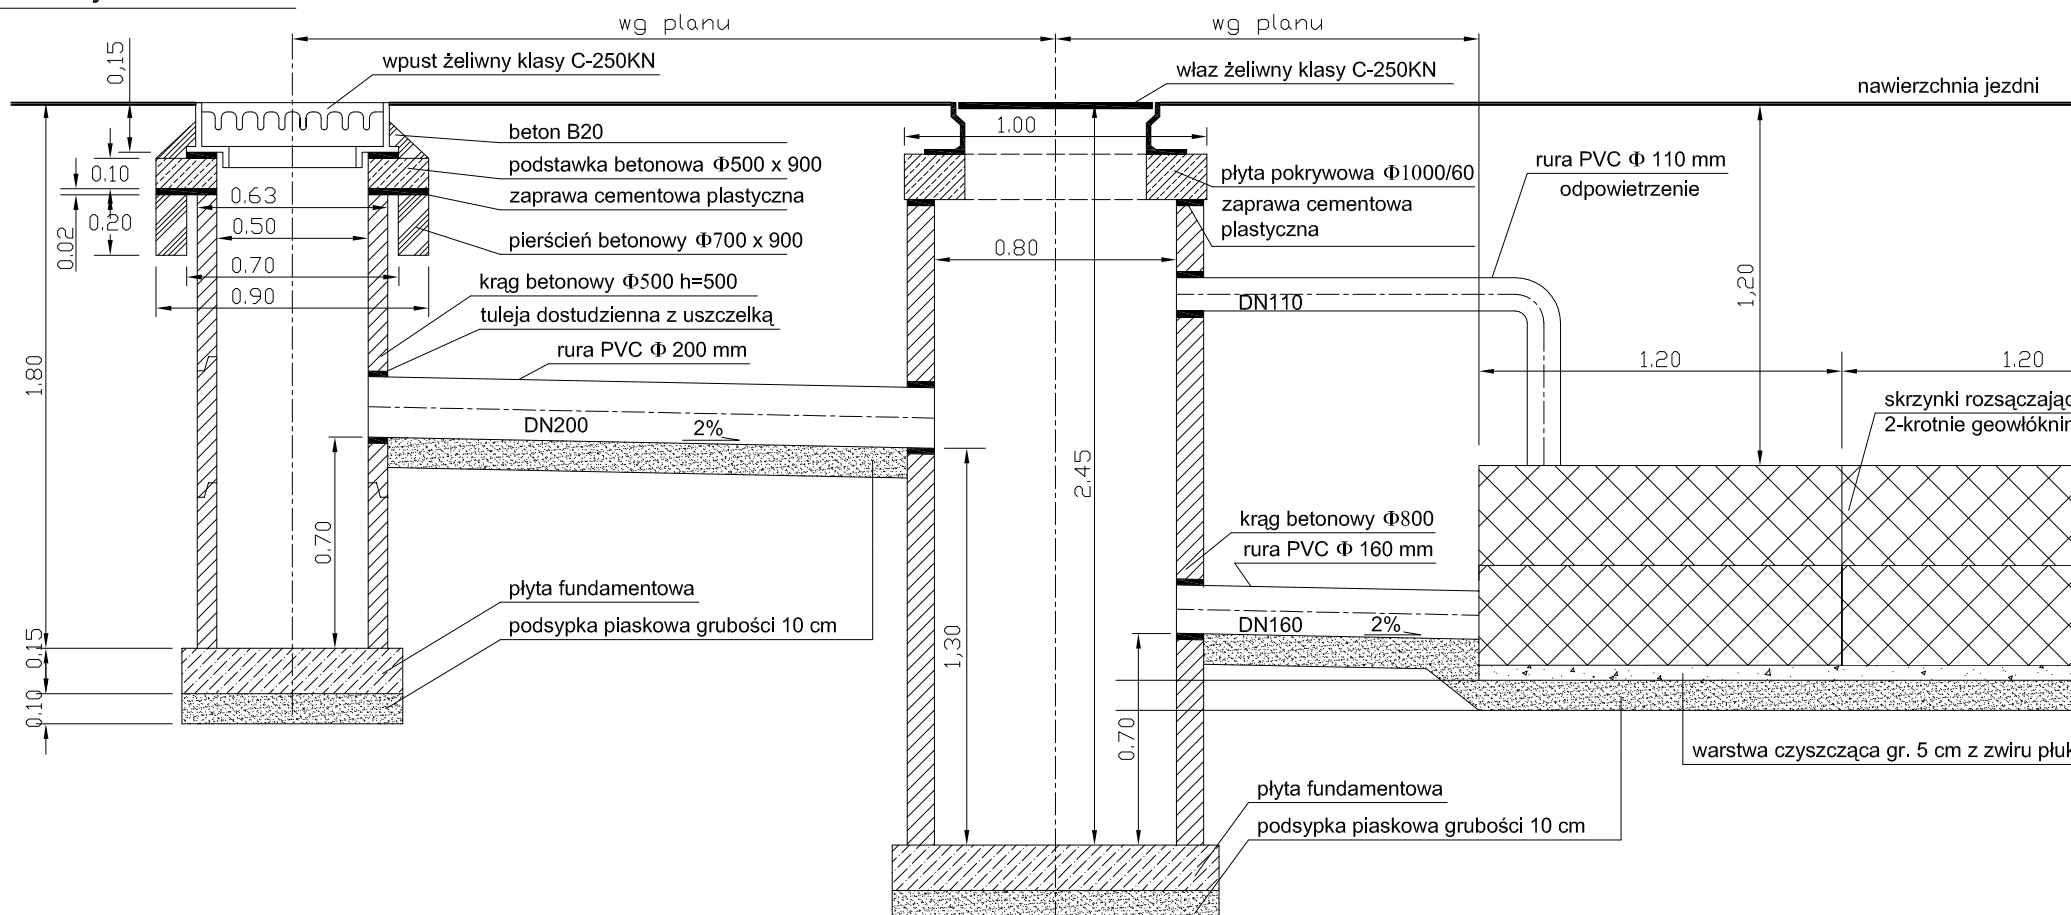 wg planu
wg planu
0,15
wpust żeliwny klasy C-250KN
właz żeliwny klasy C-250KN
nawierzchnia jezdni
1.00
beton B20
podstawka betonowa Φ500 x 900
zaprawa cementowa plastyczna
pierścień betonowy Φ700 x 900
krąg betonowy Φ500 h=500
tuleja dostudzienna z uszczelką
rura PVC Φ 200 mm
0.10
0.02
0.20
0.63
0.50
0.70
0.90
płyta pokrywowa Φ1000/60
zaprawa cementowa
plastyczna
rura PVC Φ 110 mm
odpowietrzenie
0.80
DN110
1,20
1.20
1.20
1.80
skrzynki rozsączając
2-krotnie geowłóknin
DN200
2%
2.45
0.70
krąg betonowy Φ800
rura PVC Φ 160 mm
płyta fundamentowa
podsypka piaskowa grubości 10 cm
DN160
2%
1,30
0.15
0.10
0.70
warstwa czyszcząca gr. 5 cm z zwiru płuk
płyta fundamentowa
podsypka piaskowa grubości 10 cm